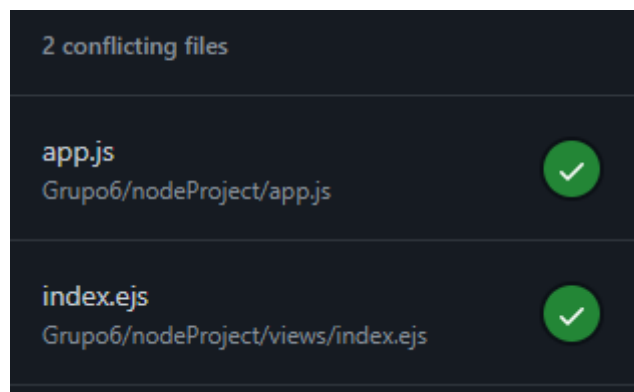 2 conflicting files
app.js
Grupo6/nodeProject/app.js
index.ejs
Grupo6/nodeProject/views/index.ejs